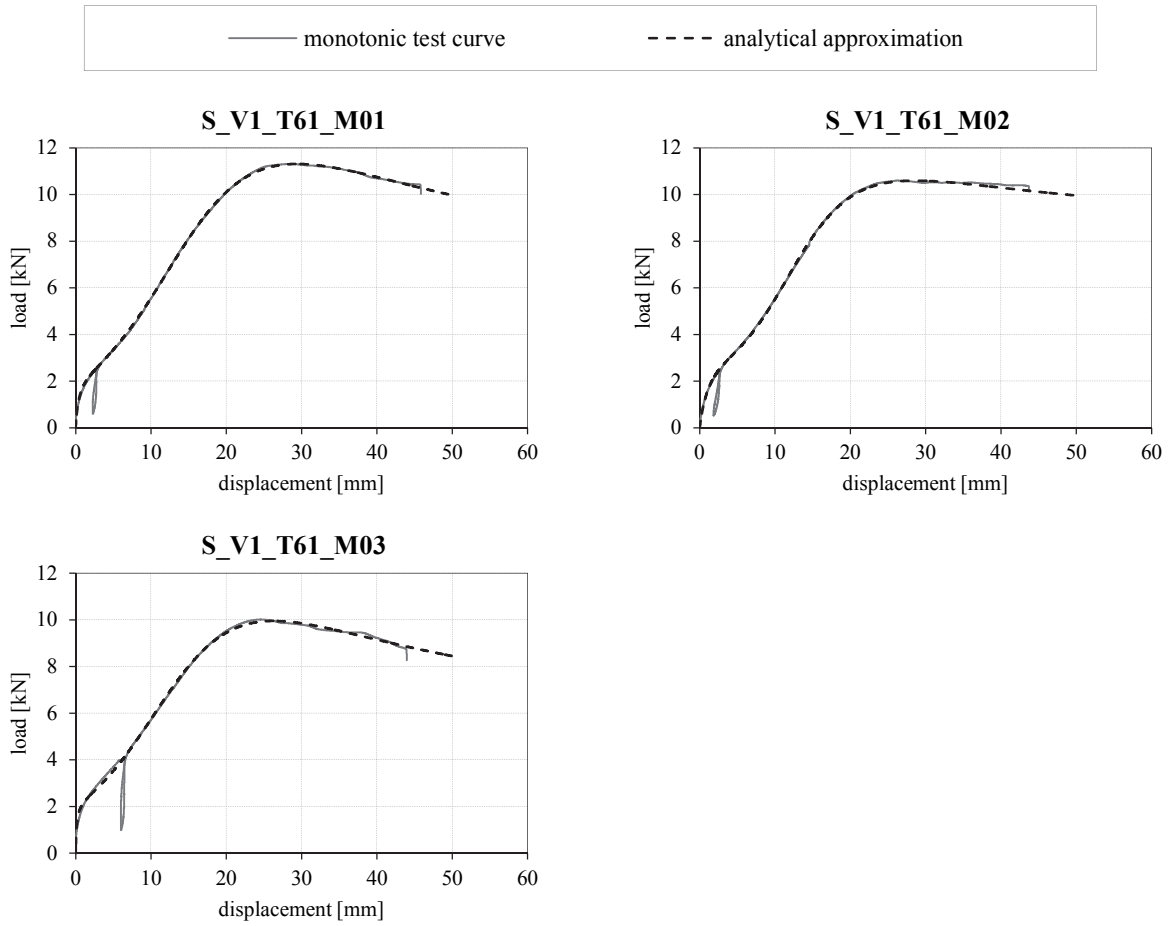 monotonic test curve analytical approximation
S_V1_T61_M01
12
10
8
6
4
2
0
load [kN]
0 10 20 30 40 50 60
displacement [mm]
S_V1_T61_M02
12
10
8
6
4
2
0
load [kN]
0 10 20 30 40 50 60
displacement [mm]
S_V1_T61_M03
12
10
8
6
4
2
0
load [kN]
0 10 20 30 40 50 60
displacement [mm]